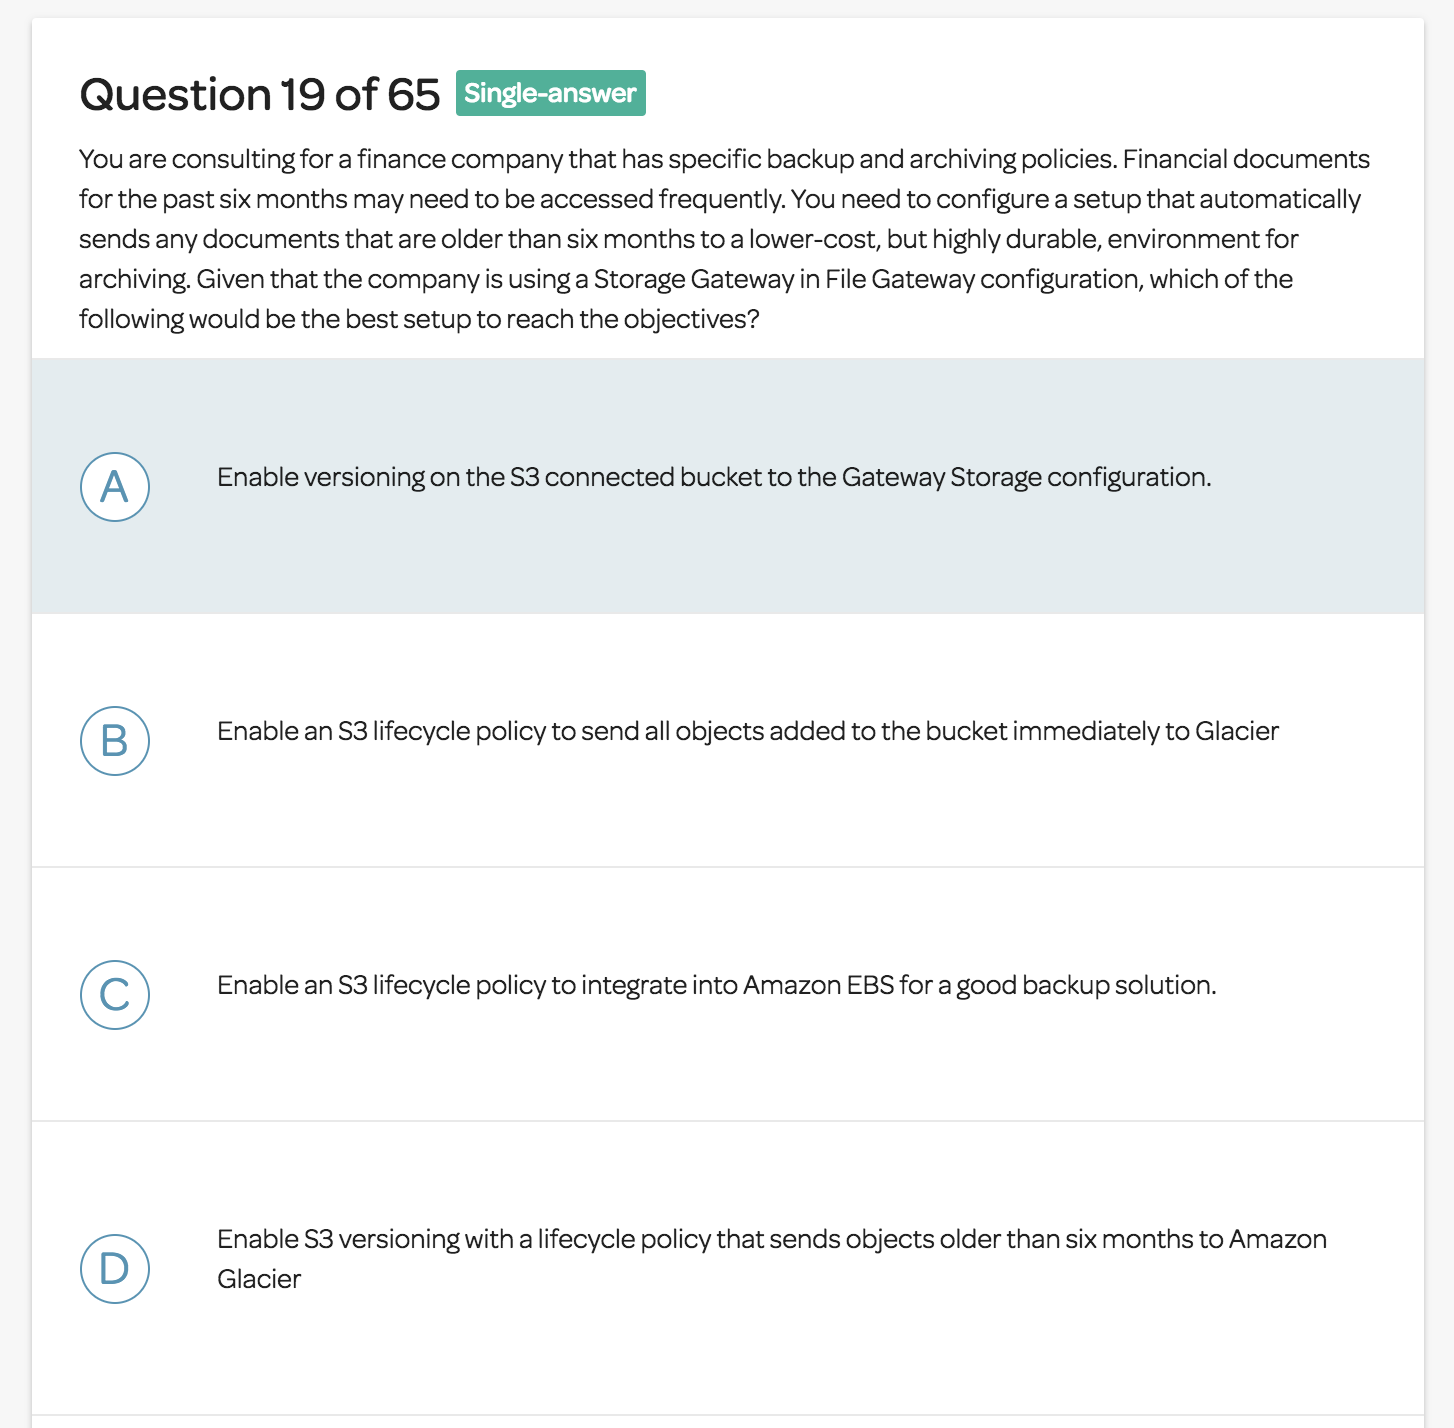 Question 19 of 65 Single-answer
You are consulting for a finance company that has specific backup and archiving policies. Financial documents
for the past six months may need to be accessed frequently. You need to configure a setup that automatically
sends any documents that are older than six months to a lower-cost, but highly durable, environment for
archiving. Given that the company is using a Storage Gateway in File Gateway configuration, which of the
following would be the best setup to reach the objectives?
A Enable versioning on the S3 connected bucket to the Gateway Storage configuration.
B Enable an S3 lifecycle policy to send all objects added to the bucket immediately to Glacier
C Enable an S3 lifecycle policy to integrate into Amazon EBS for a good backup solution.
D Enable S3 versioning with a lifecycle policy that sends objects older than six months to Amazon
Glacier